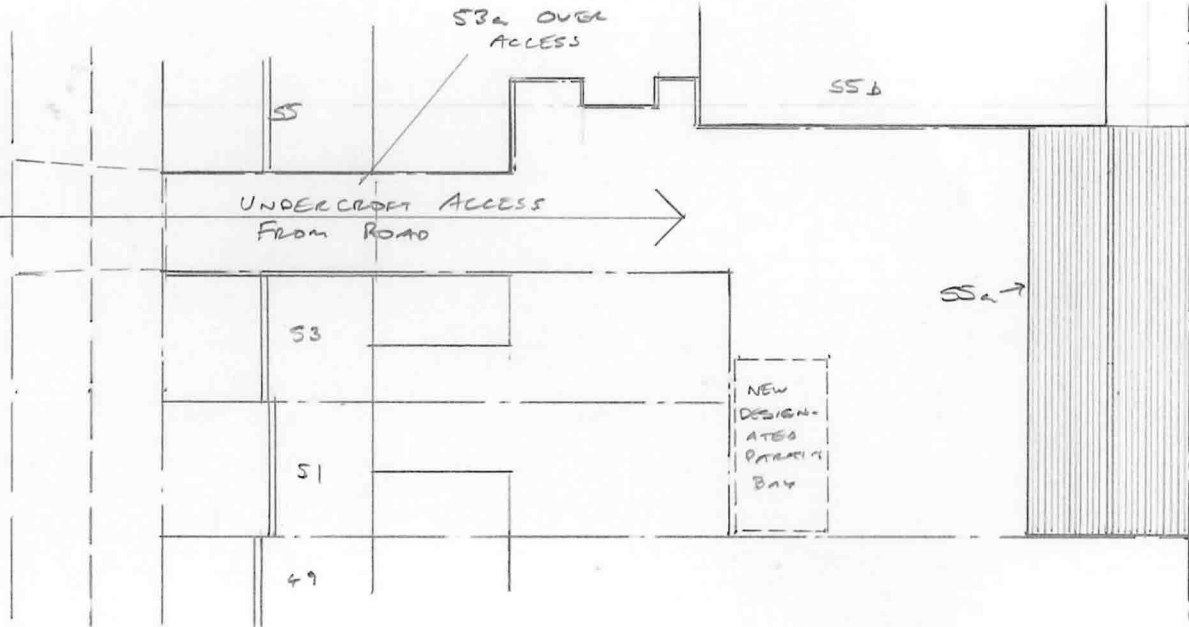 53a OVER
ACCESS
55
55b
UNDERCROFT ACCESS
FROM ROAD
55a
53
NEW
DESIGN-
ATED
PARKING
BAY
51
49